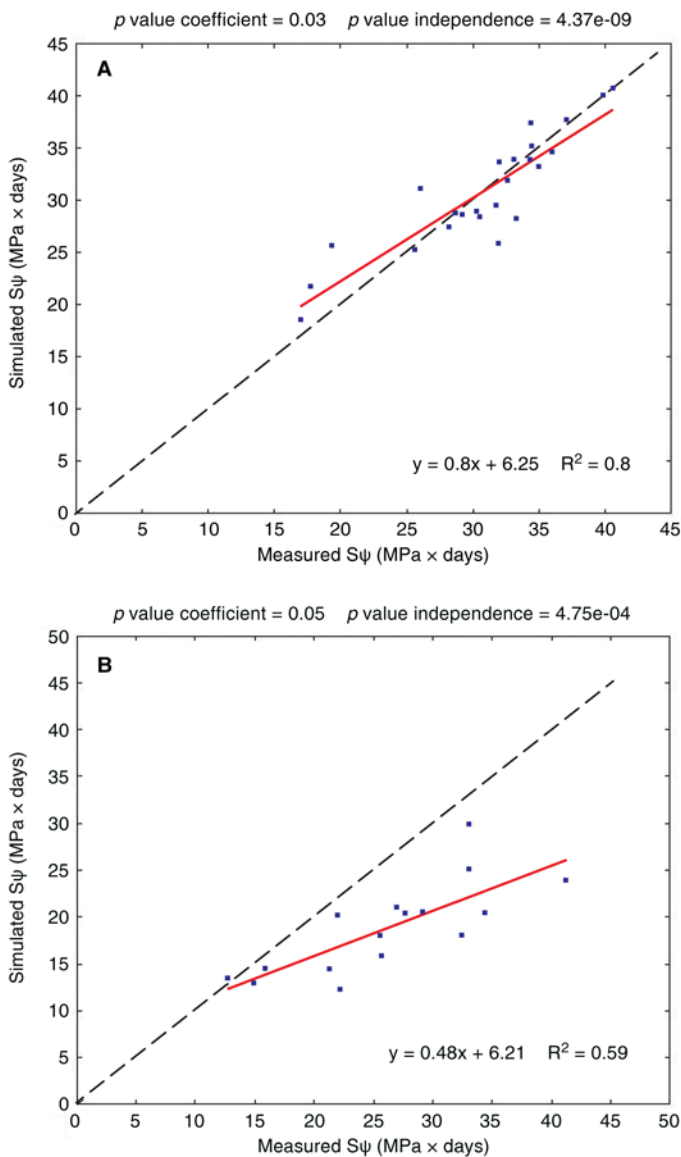 p value coefficient = 0.03 p value independence = 4.37e-09
A
45
40
35
30
25
20
15
10
5
0
Simulated Sψ (MPa × days)
y = 0.8x + 6.25 R² = 0.8
0 5 10 15 20 25 30 35 40 45
Measured Sψ (MPa × days)
p value coefficient = 0.05 p value independence = 4.75e-04
B
50
45
40
35
30
25
20
15
10
5
0
Simulated Sψ (MPa × days)
y = 0.48x + 6.21 R² = 0.59
0 5 10 15 20 25 30 35 40 45 50
Measured Sψ (MPa × days)